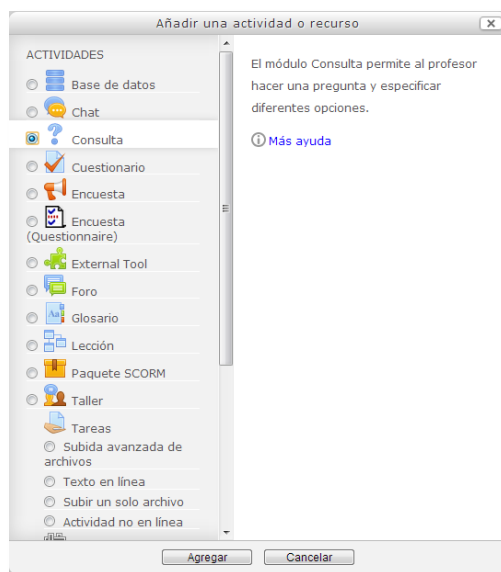 Añadir una actividad o recurso
ACTIVIDADES
Base de datos
Chat
Consulta
Cuestionario
Encuesta
Encuesta
(Questionnaire)
External Tool
Foro
Glosario
Lección
Paquete SCORM
Taller
Tareas
Subida avanzada de
archivos
Texto en línea
Subir un solo archivo
Actividad no en línea
El módulo Consulta permite al profesor
hacer una pregunta y especificar
diferentes opciones.
Más ayuda
Agregar
Cancelar